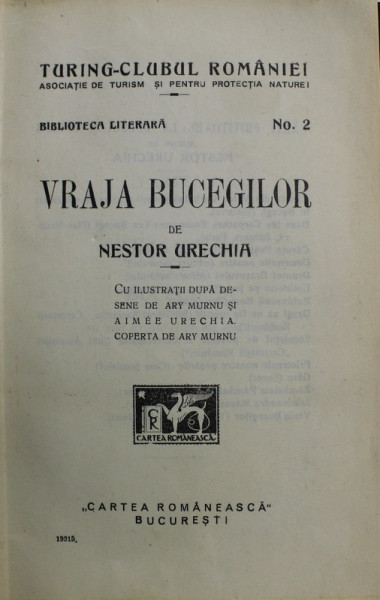 TURING-CLUBUL ROMÂNIEI
ASOCIAȚIE DE TURISM ȘI PENTRU PROTECȚIA NATUREI
BIBLIOTECA LITERARĂ No. 2
VRAJA BUCEGILOR
DE
NESTOR URECHIA
CU ILUSTRAȚII DUPĂ DE-
SENE DE ARY MURNU ȘI
AIMÉE URECHIA.
COPERTA DE ARY MURNU
CR
CARTEA ROMÂNEASCĂ
„CARTEA ROMÂNEASCĂ”
BUCUREȘTI
19315.